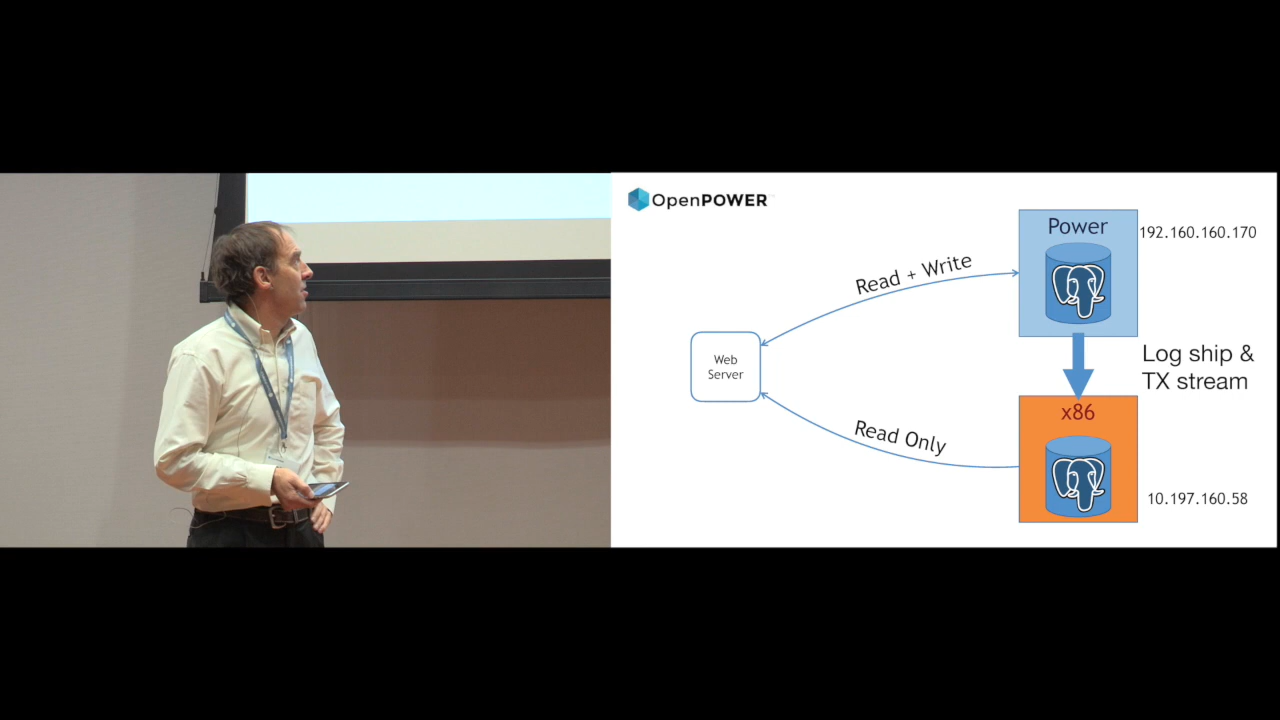 OpenPOWER
Power
192.160.160.170
Read + Write
Web
Server
Log ship &
TX stream
x86
Read Only
10.197.160.58